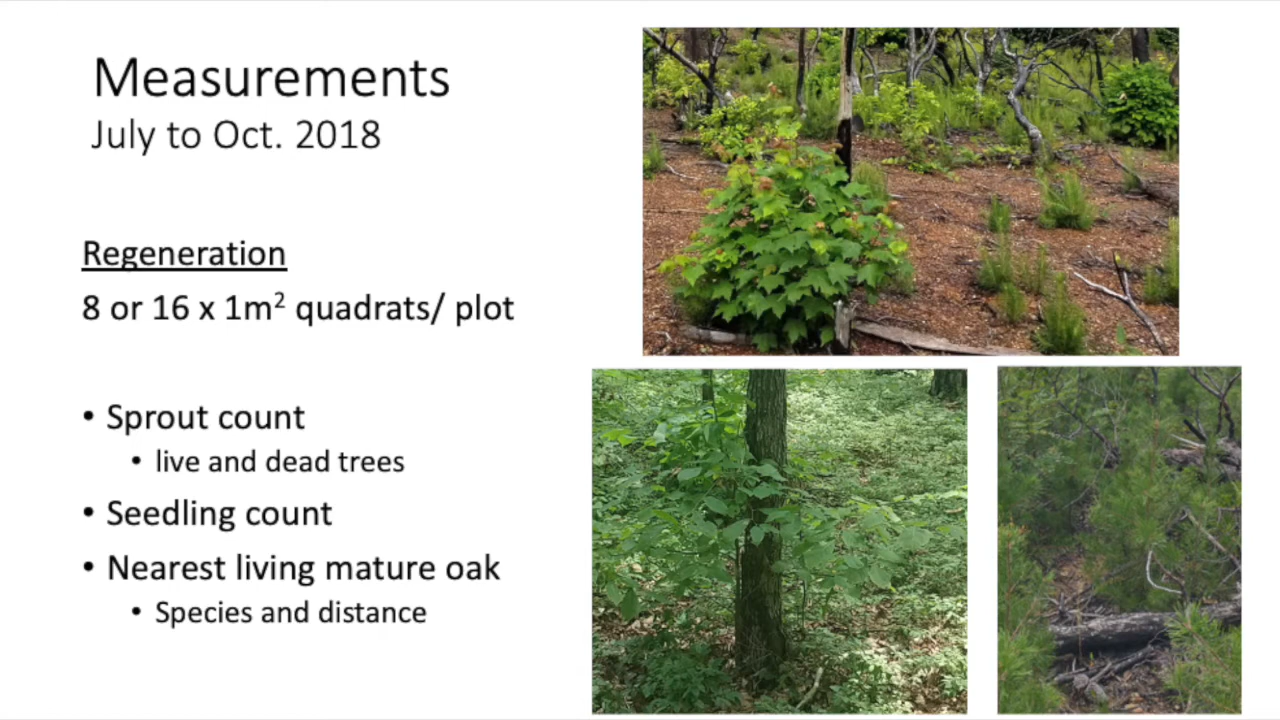 Measurements
July to Oct. 2018
Regeneration
8 or 16 x 1m² quadrats/ plot
• Sprout count
• live and dead trees
• Seedling count
• Nearest living mature oak
• Species and distance